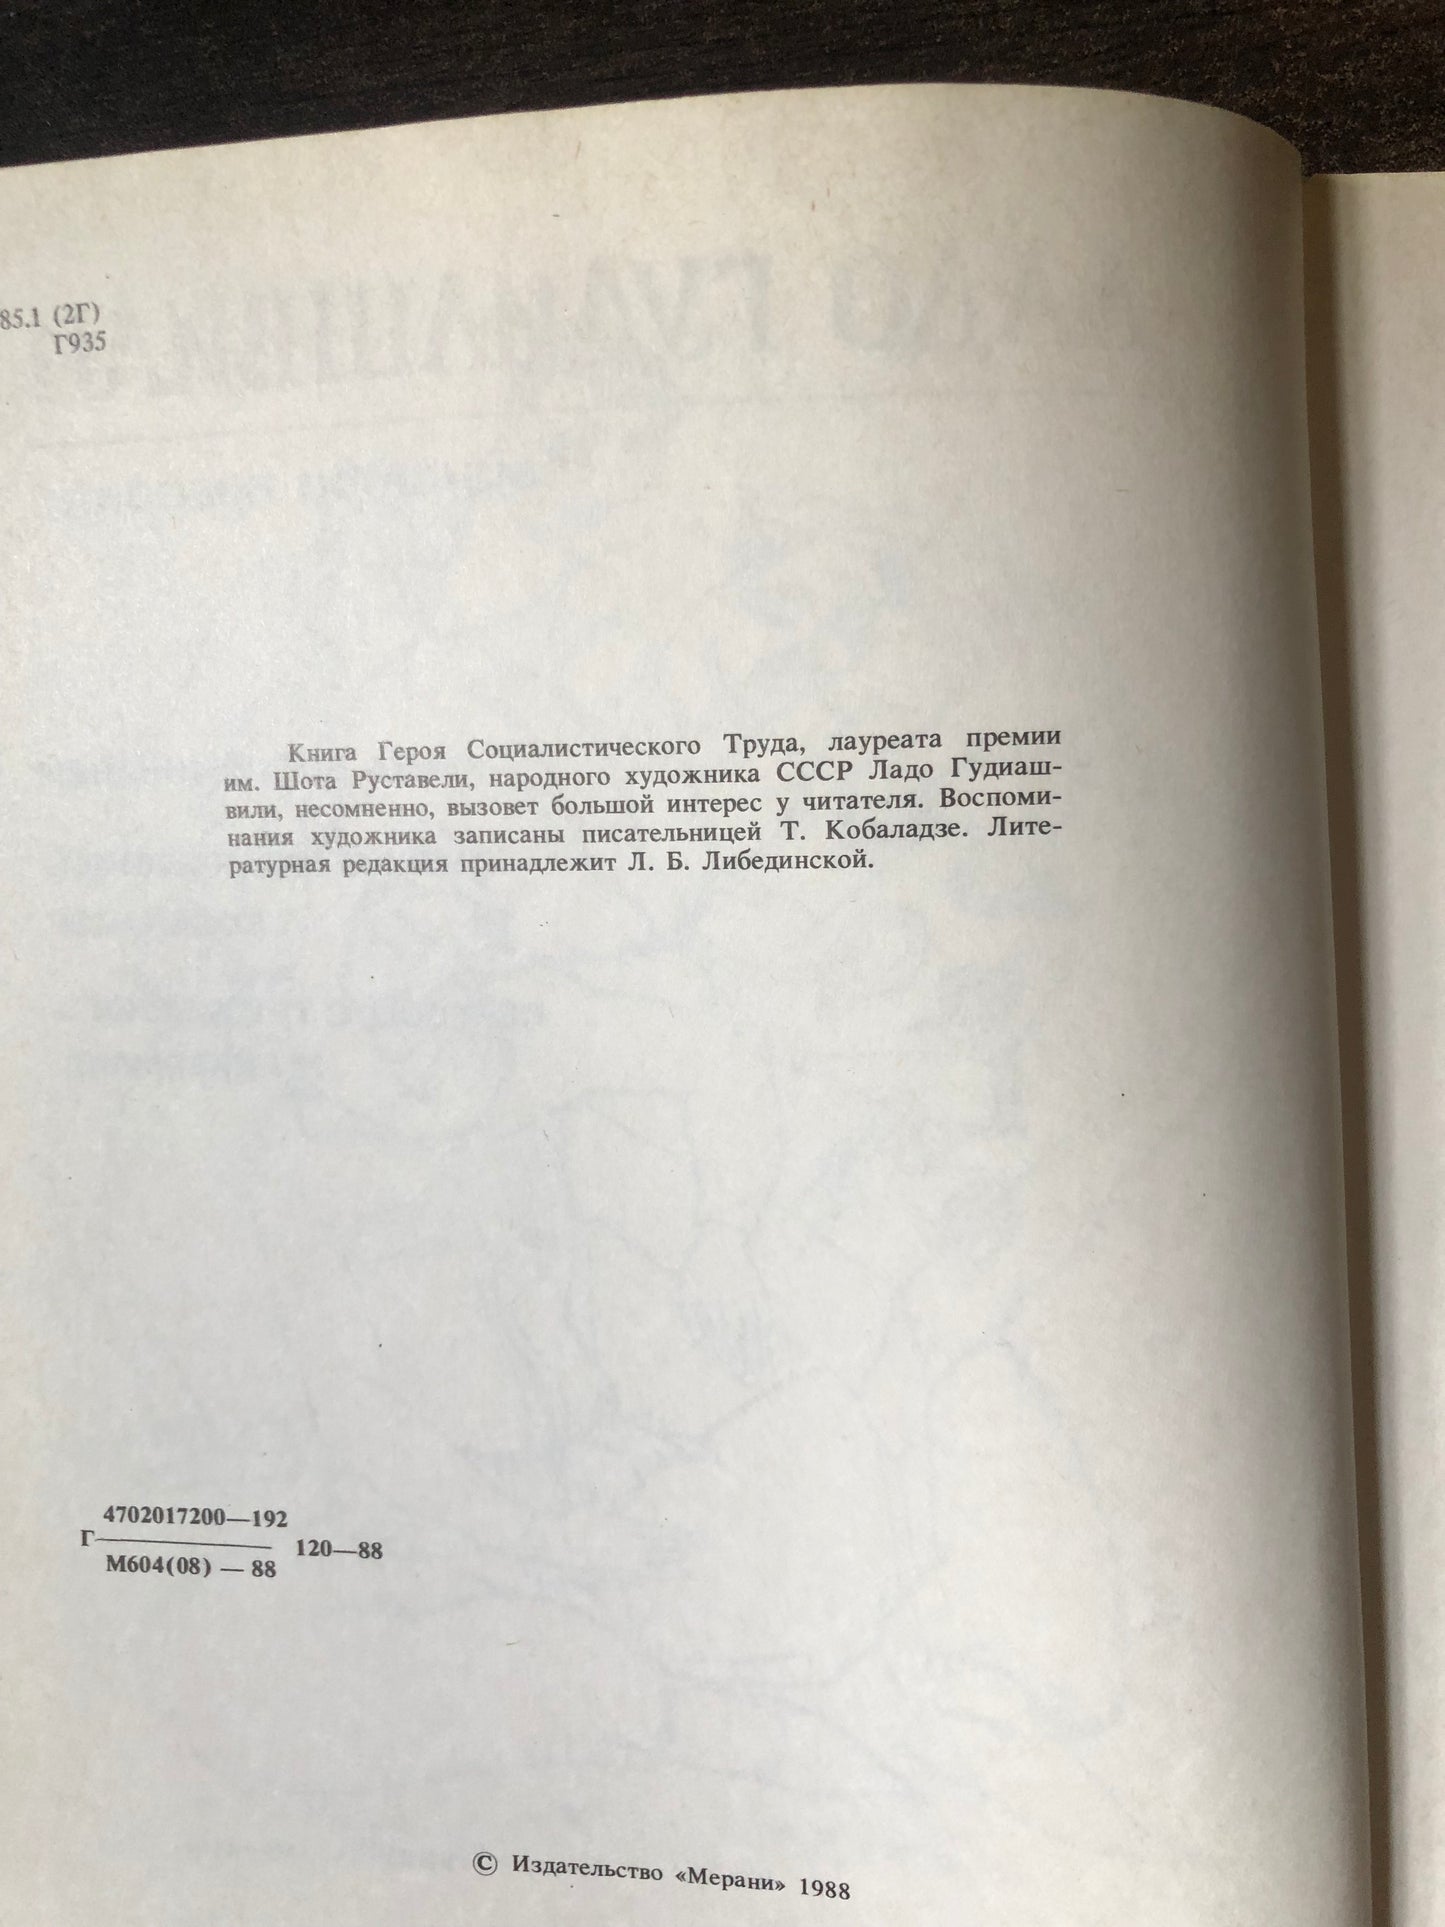 85.1 (2Г)
Г935
Книга Героя Социалистического Труда, лауреата премии
им. Шота Руставели, народного художника СССР Ладо Гудиаш-
вили, несомненно, вызовет большой интерес у читателя. Воспоми-
нания художника записаны писательницей Т. Кобаладзе. Лите-
ратурная редакция принадлежит Л. Б. Либединской.
4702017200—192
Г 120—88
М604(08) — 88
© Издательство «Мерани» 1988